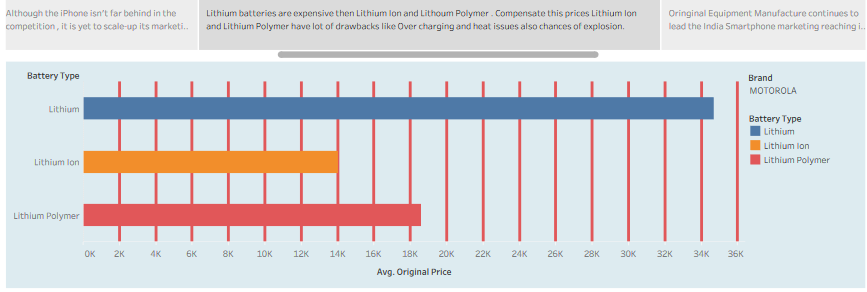 Although the iPhone isn't far behind in the
competition , it is yet to scale-up its marketi..
Lithium batteries are expensive then Lithium Ion and Lithoum Polymer . Compensate this prices Lithium Ion
and Lithium Polymer have lot of drawbacks like Over charging and heat issues also chances of explosion.
Oringinal Equipment Manufacture continues to
lead the India Smartphone marketing reaching i..
Battery Type
Lithium
Lithium Ion
Lithium Polymer
0K 2K 4K 6K 8K 10K 12K 14K 16K 18K 20K 22K 24K 26K 28K 30K 32K 34K 36K
Avg. Original Price
Brand
MOTOROLA
Battery Type
Lithium
Lithium Ion
Lithium Polymer